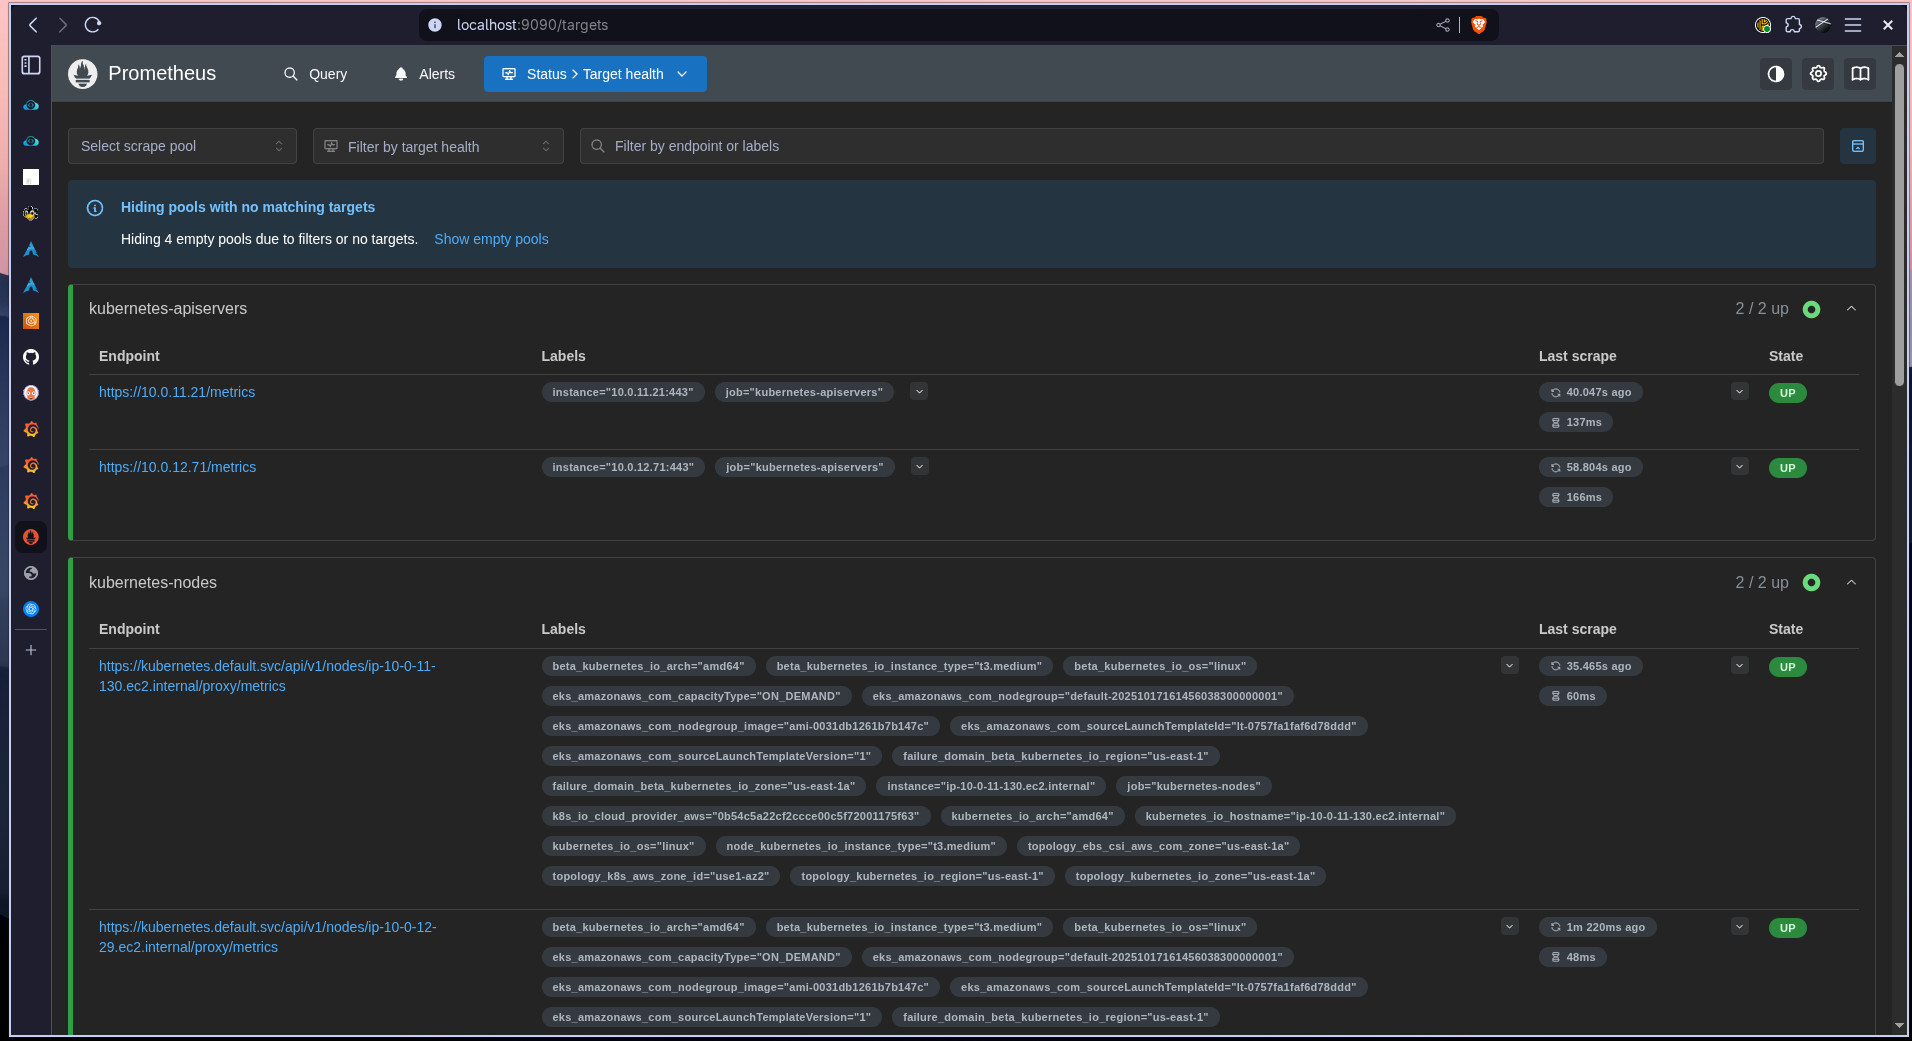 localhost:9090/targets
Prometheus Query Alerts Status > Target health
Select scrape pool Filter by target health Filter by endpoint or labels
Hiding pools with no matching targets
Hiding 4 empty pools due to filters or no targets. Show empty pools
kubernetes-apiservers 2 / 2 up
Endpoint Labels Last scrape State
https://10.0.11.21/metrics instance="10.0.11.21:443" job="kubernetes-apiservers" 40.047s ago UP
137ms
https://10.0.12.71/metrics instance="10.0.12.71:443" job="kubernetes-apiservers" 58.804s ago UP
166ms
kubernetes-nodes 2 / 2 up
Endpoint Labels Last scrape State
https://kubernetes.default.svc/api/v1/nodes/ip-10-0-11- beta_kubernetes_io_arch="amd64" beta_kubernetes_io_instance_type="t3.medium" beta_kubernetes_io_os="linux" 35.465s ago UP
130.ec2.internal/proxy/metrics eks_amazonaws_com_capacityType="ON_DEMAND" eks_amazonaws_com_nodegroup="default-20251017161456038300000001" 60ms
eks_amazonaws_com_nodegroup_image="ami-0031db1261b7b147c" eks_amazonaws_com_sourceLaunchTemplateId="lt-0757fa1faf6d78ddd"
eks_amazonaws_com_sourceLaunchTemplateVersion="1" failure_domain_beta_kubernetes_io_region="us-east-1"
failure_domain_beta_kubernetes_io_zone="us-east-1a" instance="ip-10-0-11-130.ec2.internal" job="kubernetes-nodes"
k8s_io_cloud_provider_aws="0b54c5a22cf2ccce00c5f72001175f63" kubernetes_io_arch="amd64" kubernetes_io_hostname="ip-10-0-11-130.ec2.internal"
kubernetes_io_os="linux" node_kubernetes_io_instance_type="t3.medium" topology_ebs_csi_aws_com_zone="us-east-1a"
topology_k8s_aws_zone_id="use1-az2" topology_kubernetes_io_region="us-east-1" topology_kubernetes_io_zone="us-east-1a"
https://kubernetes.default.svc/api/v1/nodes/ip-10-0-12- beta_kubernetes_io_arch="amd64" beta_kubernetes_io_instance_type="t3.medium" beta_kubernetes_io_os="linux" 1m 220ms ago UP
29.ec2.internal/proxy/metrics eks_amazonaws_com_capacityType="ON_DEMAND" eks_amazonaws_com_nodegroup="default-20251017161456038300000001" 48ms
eks_amazonaws_com_nodegroup_image="ami-0031db1261b7b147c" eks_amazonaws_com_sourceLaunchTemplateId="lt-0757fa1faf6d78ddd"
eks_amazonaws_com_sourceLaunchTemplateVersion="1" failure_domain_beta_kubernetes_io_region="us-east-1"